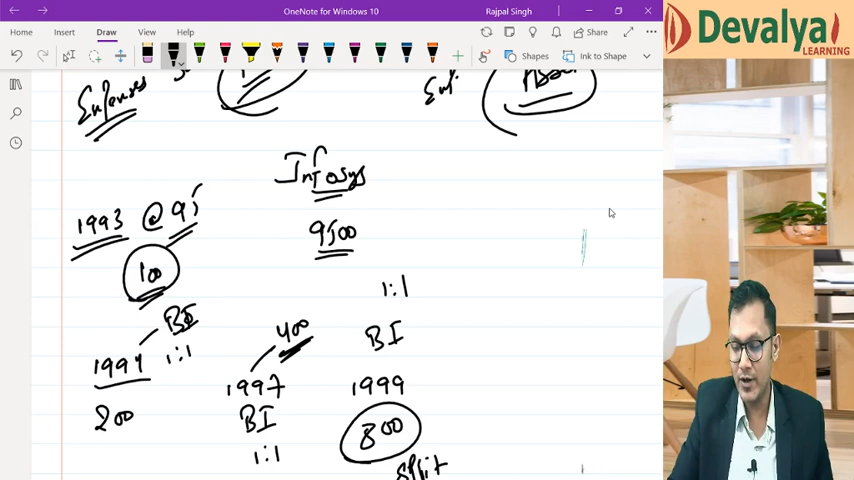 OneNote for Windows 10
Rajpal Singh
Home Insert Draw View Help
Share
Shapes
Ink to Shape
Devalya
LEARNING
Expenses
Infosys
1993 @ 95
9500
100
1:1
BI
1:1
400
BI
1994
1997
1999
200
BI
800
1:1
Split